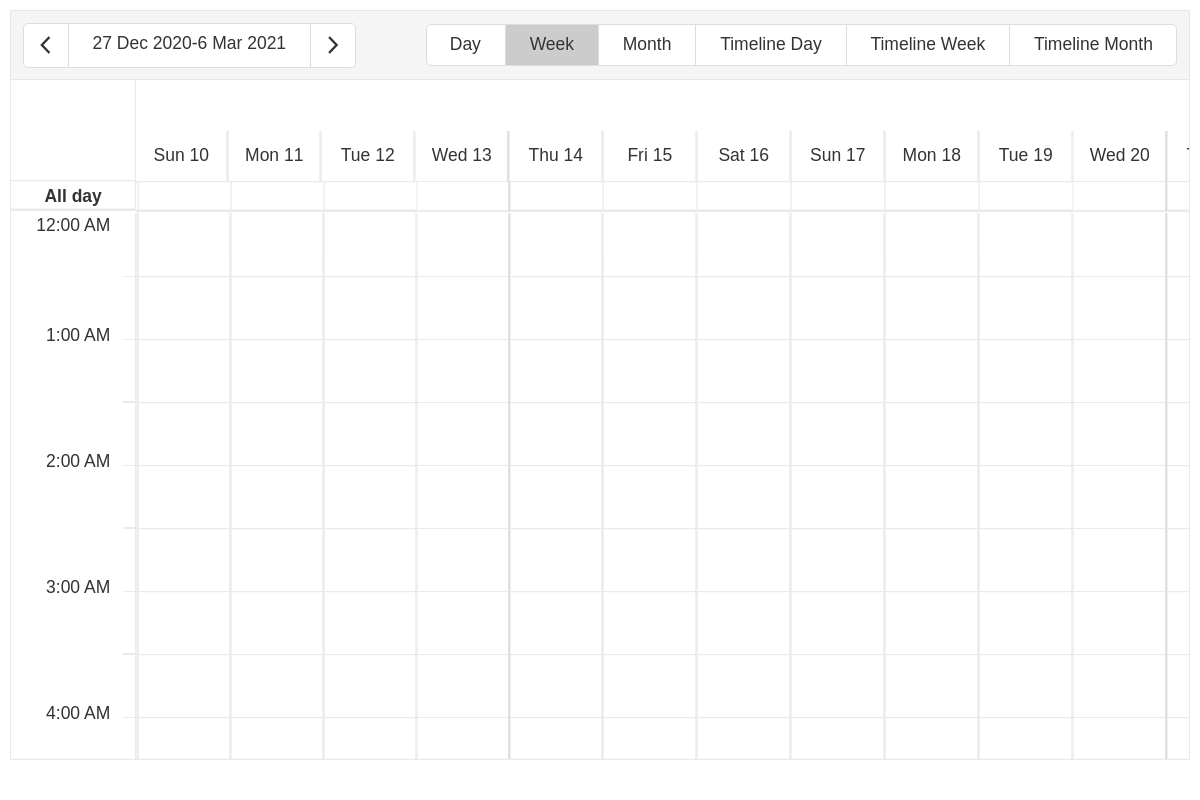 27 Dec 2020-6 Mar 2021 Day Week Month Timeline Day Timeline Week Timeline Month
Sun 10 Mon 11 Tue 12 Wed 13 Thu 14 Fri 15 Sat 16 Sun 17 Mon 18 Tue 19 Wed 20
All day
12:00 AM
1:00 AM
2:00 AM
3:00 AM
4:00 AM